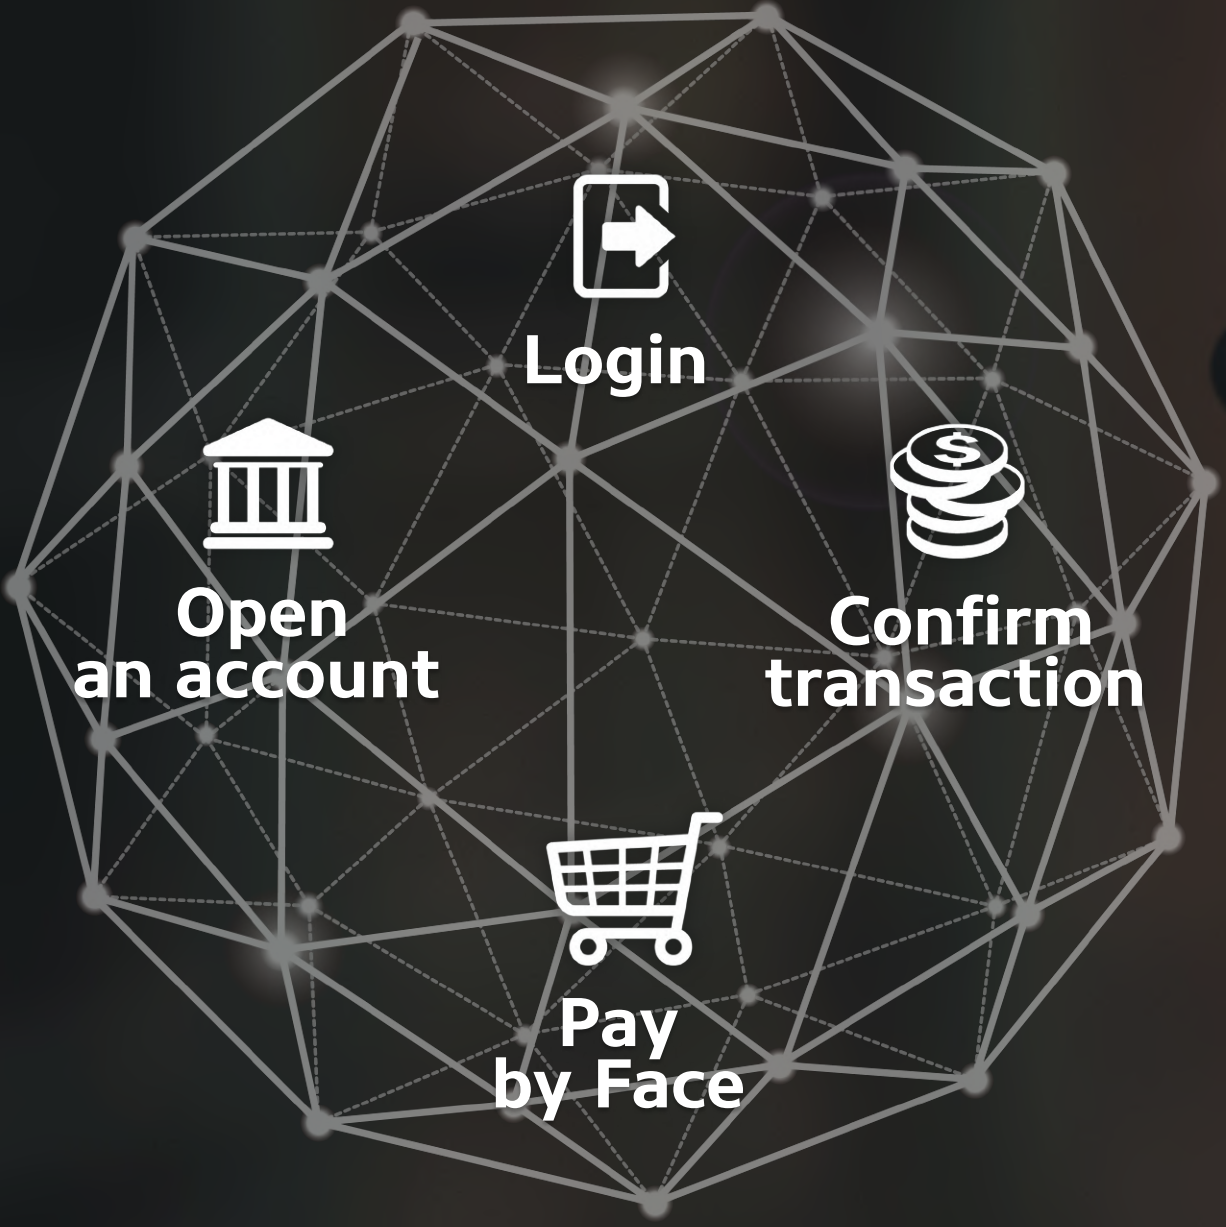 Login
Open
an account
$
Confirm
transaction
Pay
by Face